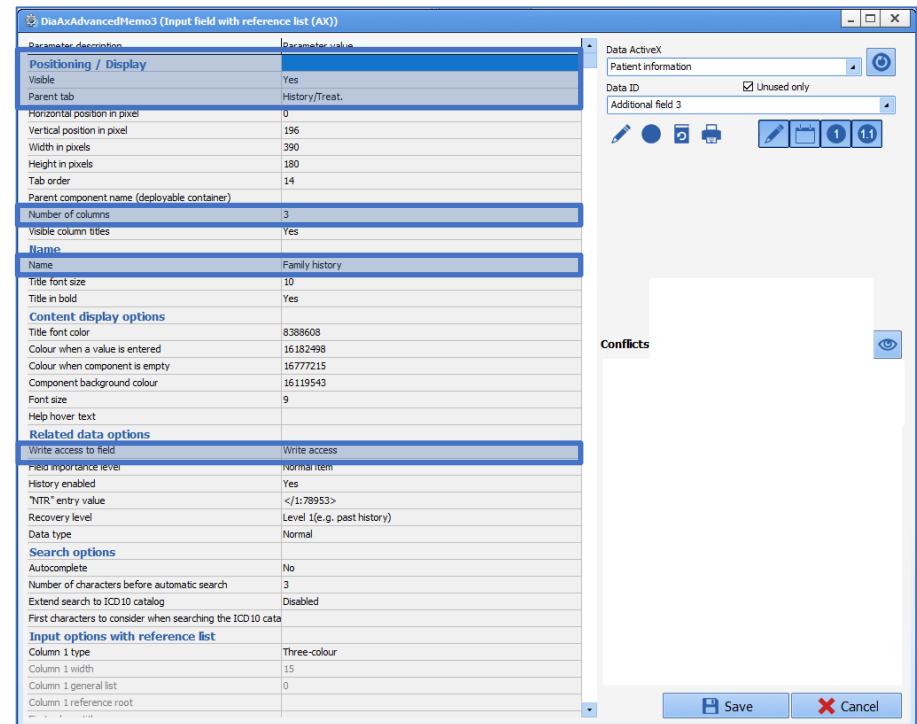 DiaAxAdvancedMemo3 (Input field with reference list (AX))
Parameter description Parameter value
Positioning / Display
Visible Yes
Parent tab History/Treat.
Horizontal position in pixel 0
Vertical position in pixel 196
Width in pixels 390
Height in pixels 180
Tab order 14
Parent component name (deployable container)
Number of columns 3
Visible column titles Yes
Name
Name Family history
Title font size 10
Title in bold Yes
Content display options
Title font color 8388608
Colour when a value is entered 16182498
Colour when component is empty 16777215
Component background colour 16119543
Font size 9
Help hover text
Related data options
Write access to field Write access
Field importance level Normal item
History enabled Yes
"NTR" entry value </1:78953>
Recovery level Level 1(e.g. past history)
Data type Normal
Search options
Autocomplete No
Number of characters before automatic search 3
Extend search to ICD10 catalog Disabled
First characters to consider when searching the ICD10 cata
Input options with reference list
Column 1 type Three-colour
Column 1 width 15
Column 1 general list 0
Column 1 reference root
Data ActiveX
Patient information
Data ID Unused only
Additional field 3
1 1.1
Conflicts
Save Cancel